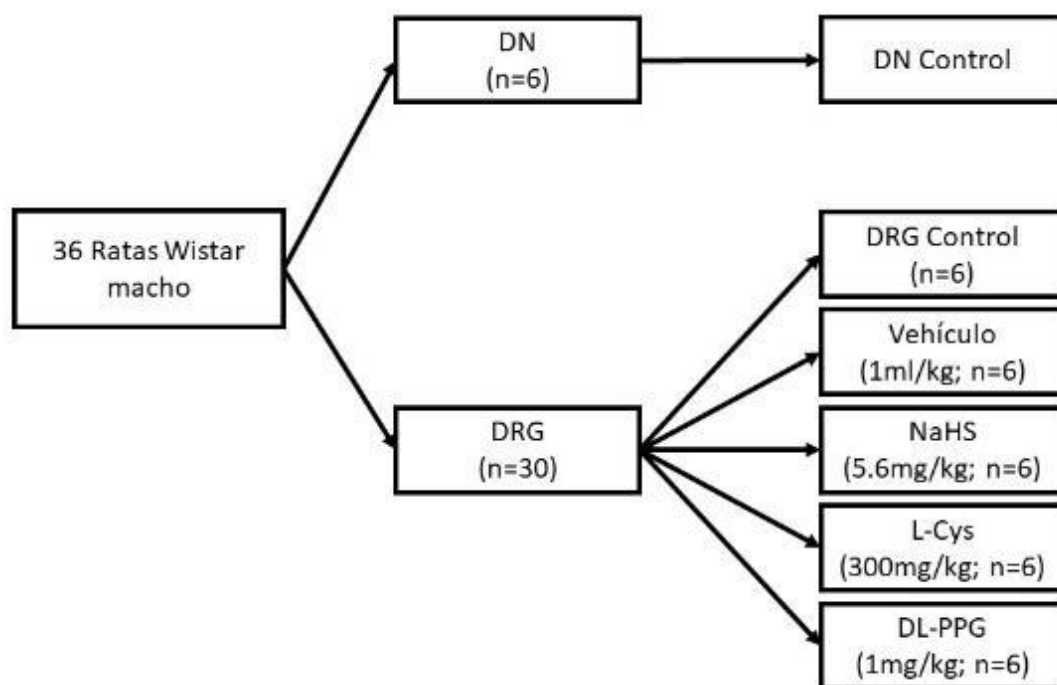 36 Ratas Wistar
macho
DN
(n=6)
DRG
(n=30)
DN Control
DRG Control
(n=6)
Vehículo
(1ml/kg; n=6)
NaHS
(5.6mg/kg; n=6)
L-Cys
(300mg/kg; n=6)
DL-PPG
(1mg/kg; n=6)